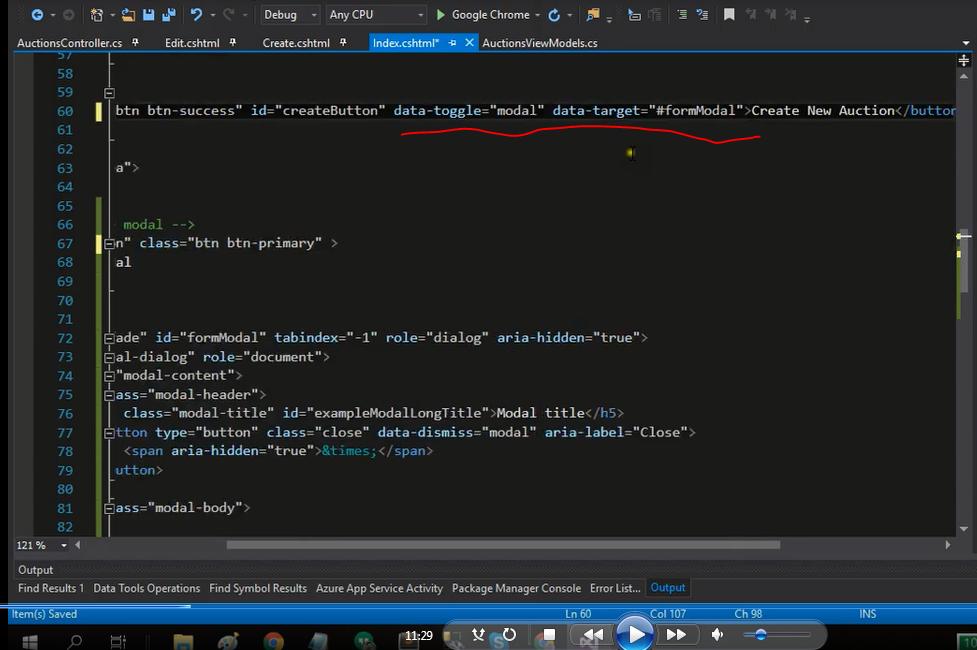 Debug Any CPU Google Chrome
AuctionsController.cs Edit.cshtml Create.cshtml Index.cshtml* AuctionsViewModels.cs
57
58
59
60 btn btn-success" id="createButton" data-toggle="modal" data-target="#formModal">Create New Auction</button
61
62
63 a">
64
65
66 modal -->
67 n" class="btn btn-primary" >
68 al
69
70
71
72 ade" id="formModal" tabindex="-1" role="dialog" aria-hidden="true">
73 al-dialog" role="document">
74 "modal-content">
75 ass="modal-header">
76 class="modal-title" id="exampleModalLongTitle">Modal title</h5>
77 tton type="button" class="close" data-dismiss="modal" aria-label="Close">
78 <span aria-hidden="true">&times;</span>
79 utton>
80
81 ass="modal-body">
82
121 %
Output
Find Results 1 Data Tools Operations Find Symbol Results Azure App Service Activity Package Manager Console Error List... Output
Item(s) Saved Ln 60 Col 107 Ch 98 INS
11:29
10